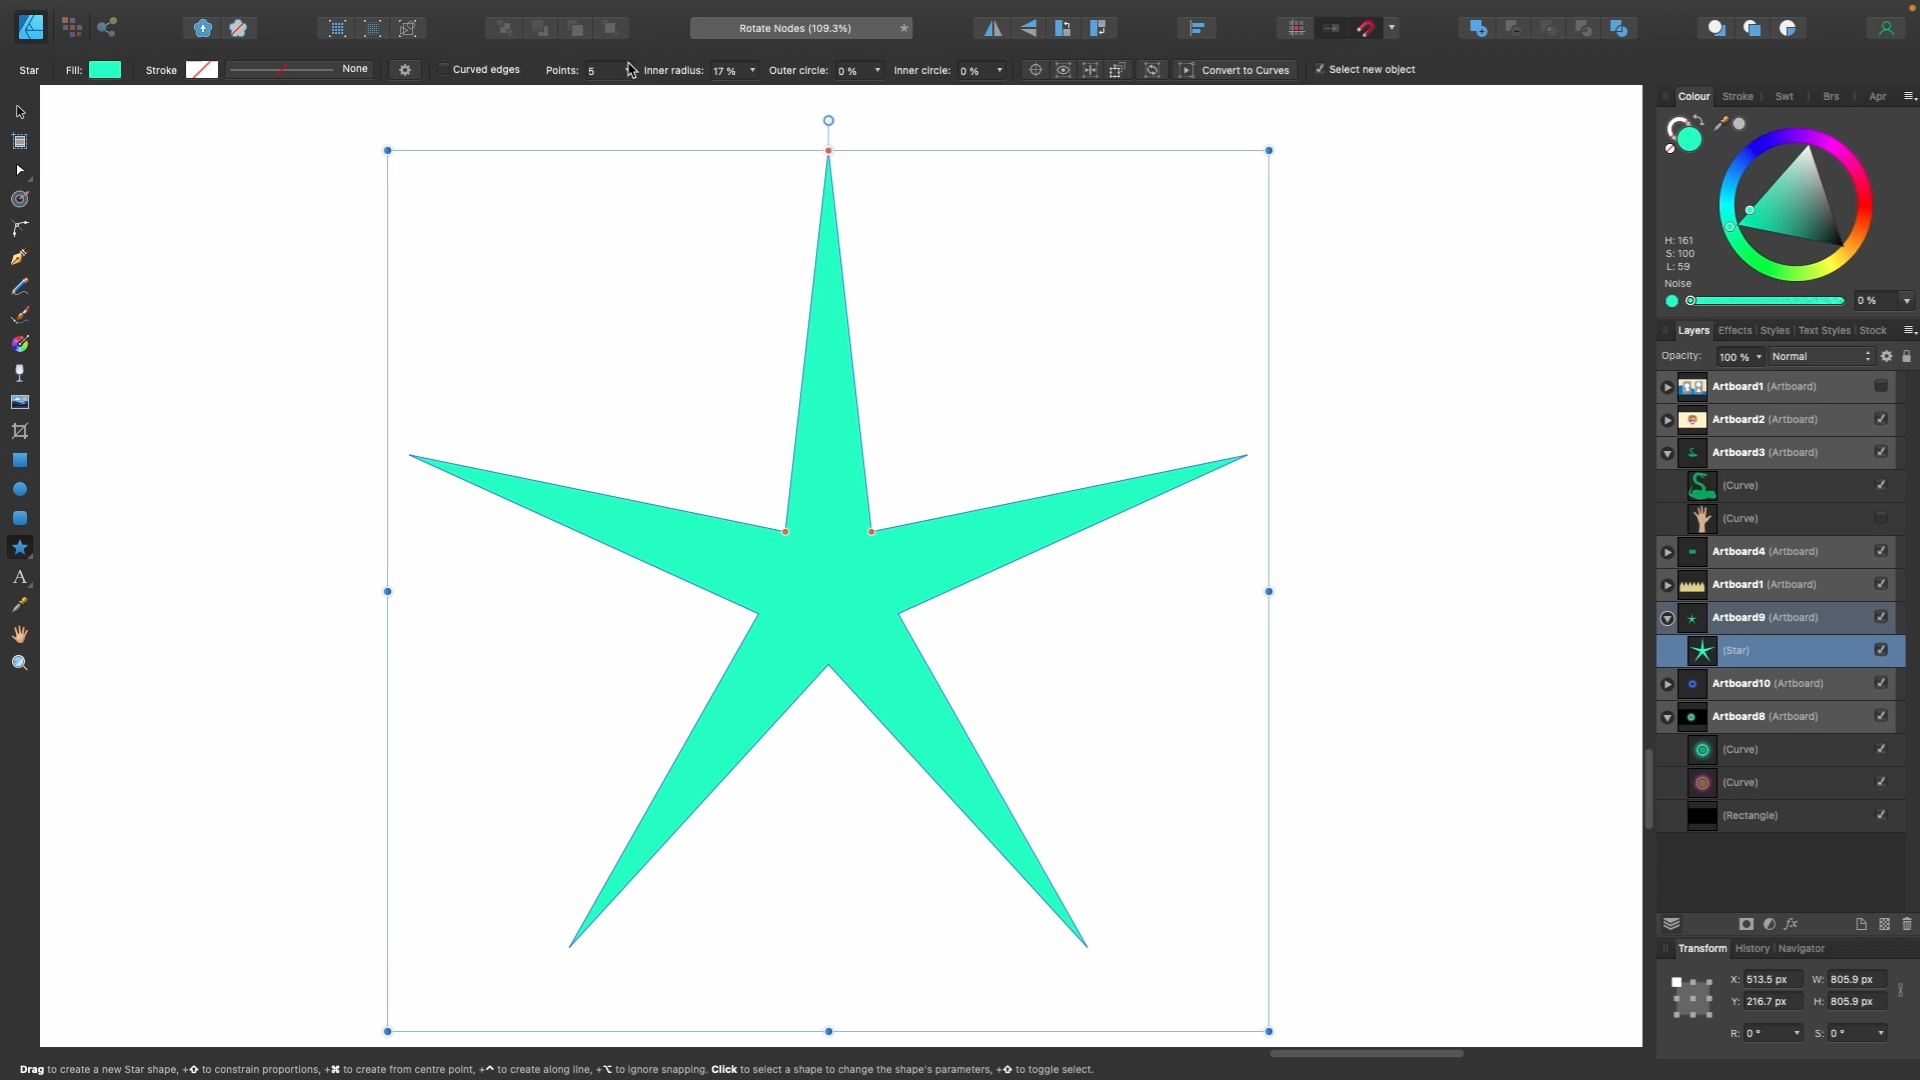 Rotate Nodes (109.3%)
Star
Fill:
Stroke
None
Curved edges
Points: 5
Inner radius: 17 %
Outer circle: 0 %
Inner circle: 0 %
Convert to Curves
Select new object
Colour Stroke Swt Brs Apr
H: 161
S: 100
L: 59
Noise
0 %
Layers Effects Styles Text Styles Stock
Opacity: 100 % Normal
Artboard1 (Artboard)
Artboard2 (Artboard)
Artboard3 (Artboard)
(Curve)
(Curve)
Artboard4 (Artboard)
Artboard1 (Artboard)
Artboard9 (Artboard)
(Star)
Artboard10 (Artboard)
Artboard8 (Artboard)
(Curve)
(Curve)
(Rectangle)
fx
Transform History Navigator
X: 513.5 px W: 805.9 px
Y: 216.7 px H: 805.9 px
R: 0 ° S: 0 °
Drag to create a new Star shape, +⇧ to constrain proportions, +⌘ to create from centre point, +^ to create along line, +⌥ to ignore snapping. Click to select a shape to change the shape's parameters, +⇧ to toggle select.